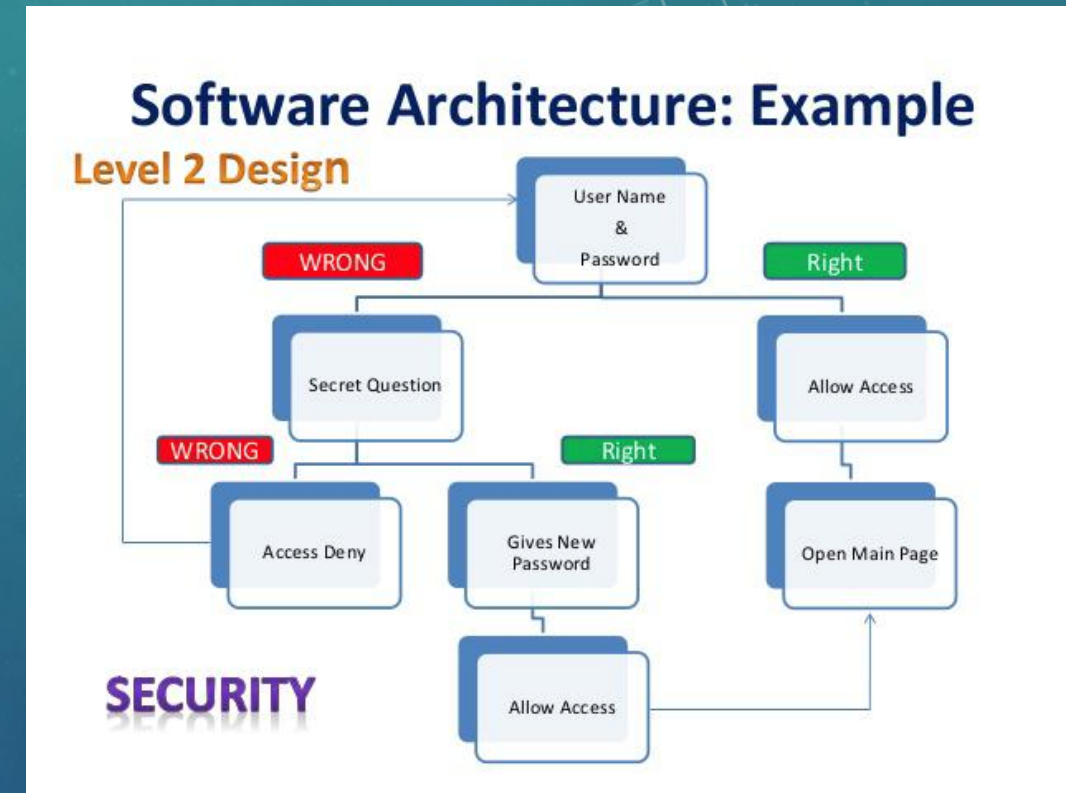 Software Architecture: Example
Level 2 Design
User Name
&
Password
WRONG
Right
Secret Question
Allow Access
WRONG
Right
Access Deny
Gives New
Password
Open Main Page
Allow Access
SECURITY